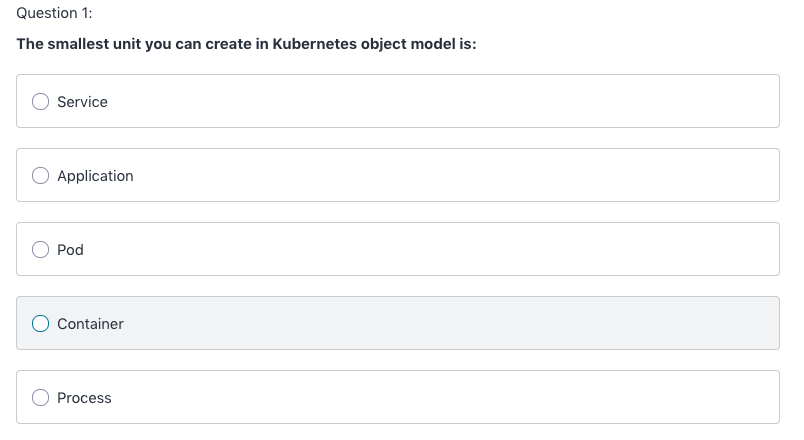 Question 1:
The smallest unit you can create in Kubernetes object model is:
Service
Application
Pod
Container
Process